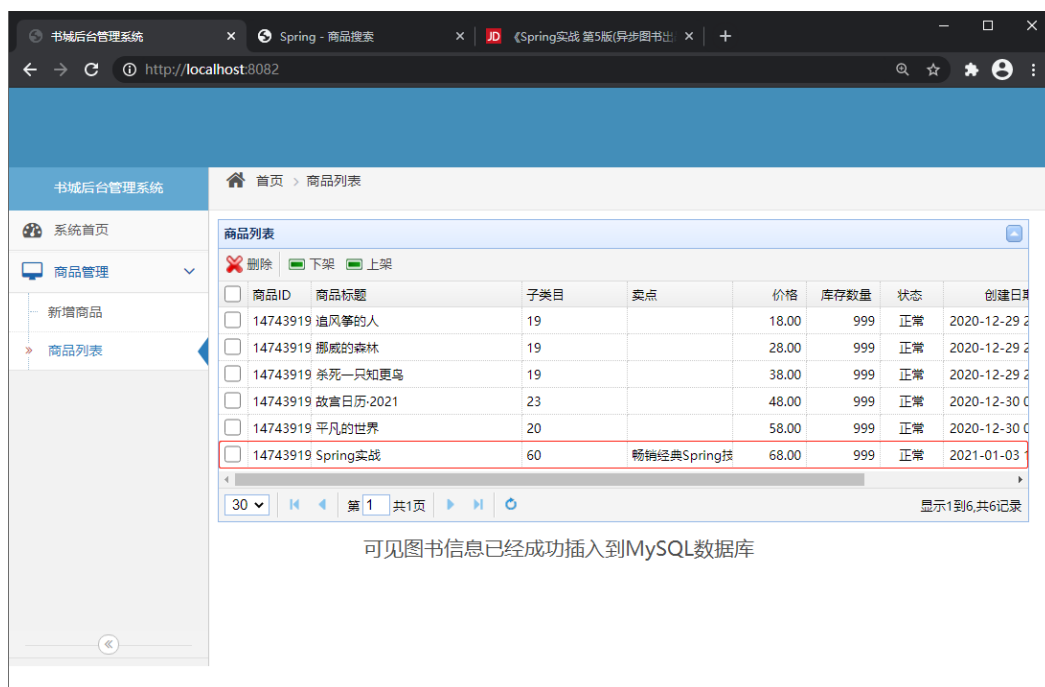 书城后台管理系统 Spring - 商品搜索 JD 《Spring实战 第5版(异步图书出
http://localhost:8082
书城后台管理系统
首页 > 商品列表
系统首页
商品管理
新增商品
商品列表
商品列表
删除 下架 上架
商品ID 商品标题 子类目 卖点 价格 库存数量 状态 创建日期
14743919 追风筝的人 19 18.00 999 正常 2020-12-29 2
14743919 挪威的森林 19 28.00 999 正常 2020-12-29 2
14743919 杀死一只知更鸟 19 38.00 999 正常 2020-12-29 2
14743919 故宫日历·2021 23 48.00 999 正常 2020-12-30 0
14743919 平凡的世界 20 58.00 999 正常 2020-12-30 0
14743919 Spring实战 60 畅销经典Spring技 68.00 999 正常 2021-01-03 1
30 第 1 共1页 显示1到6,共6记录
可见图书信息已经成功插入到MySQL数据库